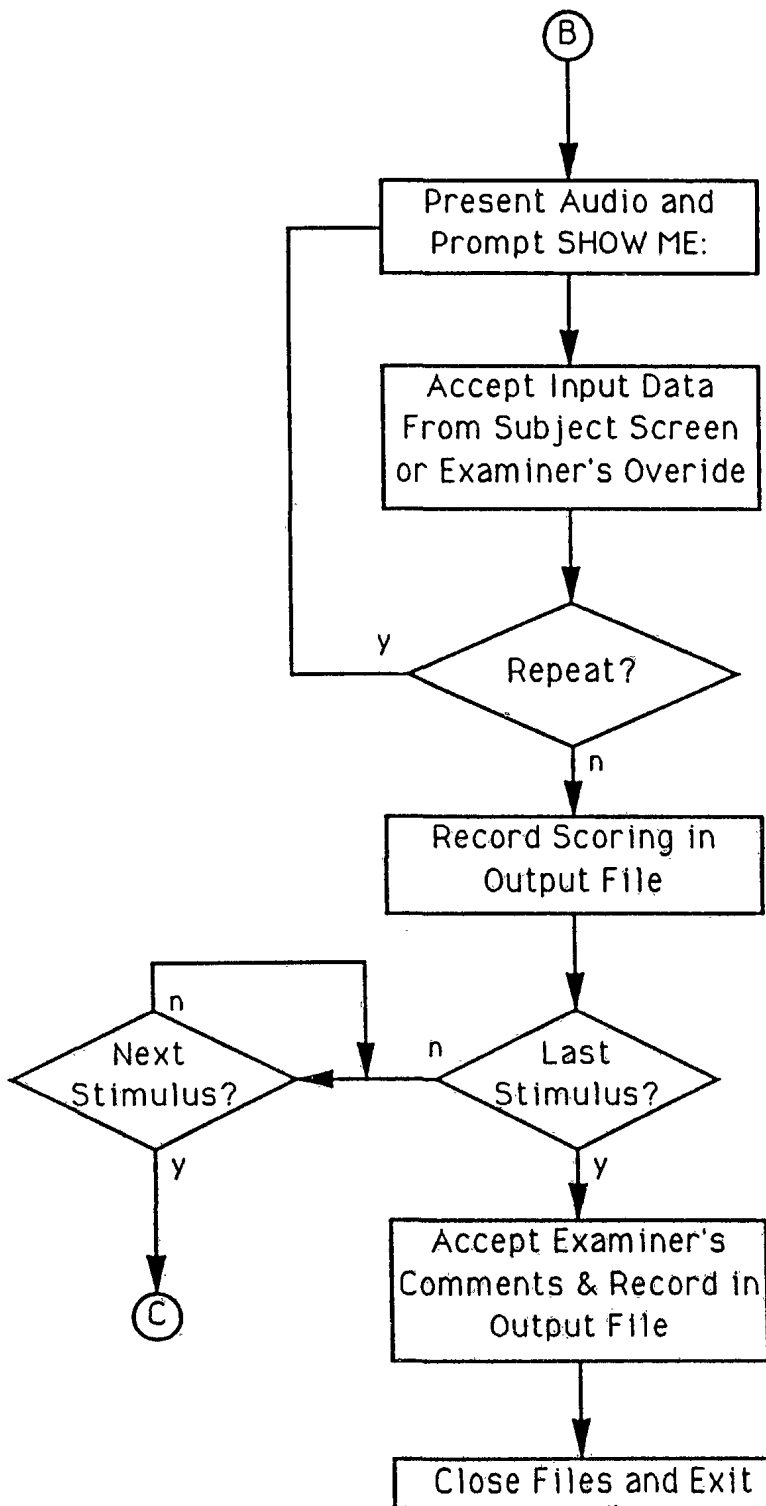 B
Present Audio and
Prompt SHOW ME:
Accept Input Data
From Subject Screen
or Examiner's Overide
y
Repeat?
n
Record Scoring in
Output File
n
Next
Stimulus?
y
n
Last
Stimulus?
y
C
Accept Examiner's
Comments & Record in
Output File
Close Files and Exit